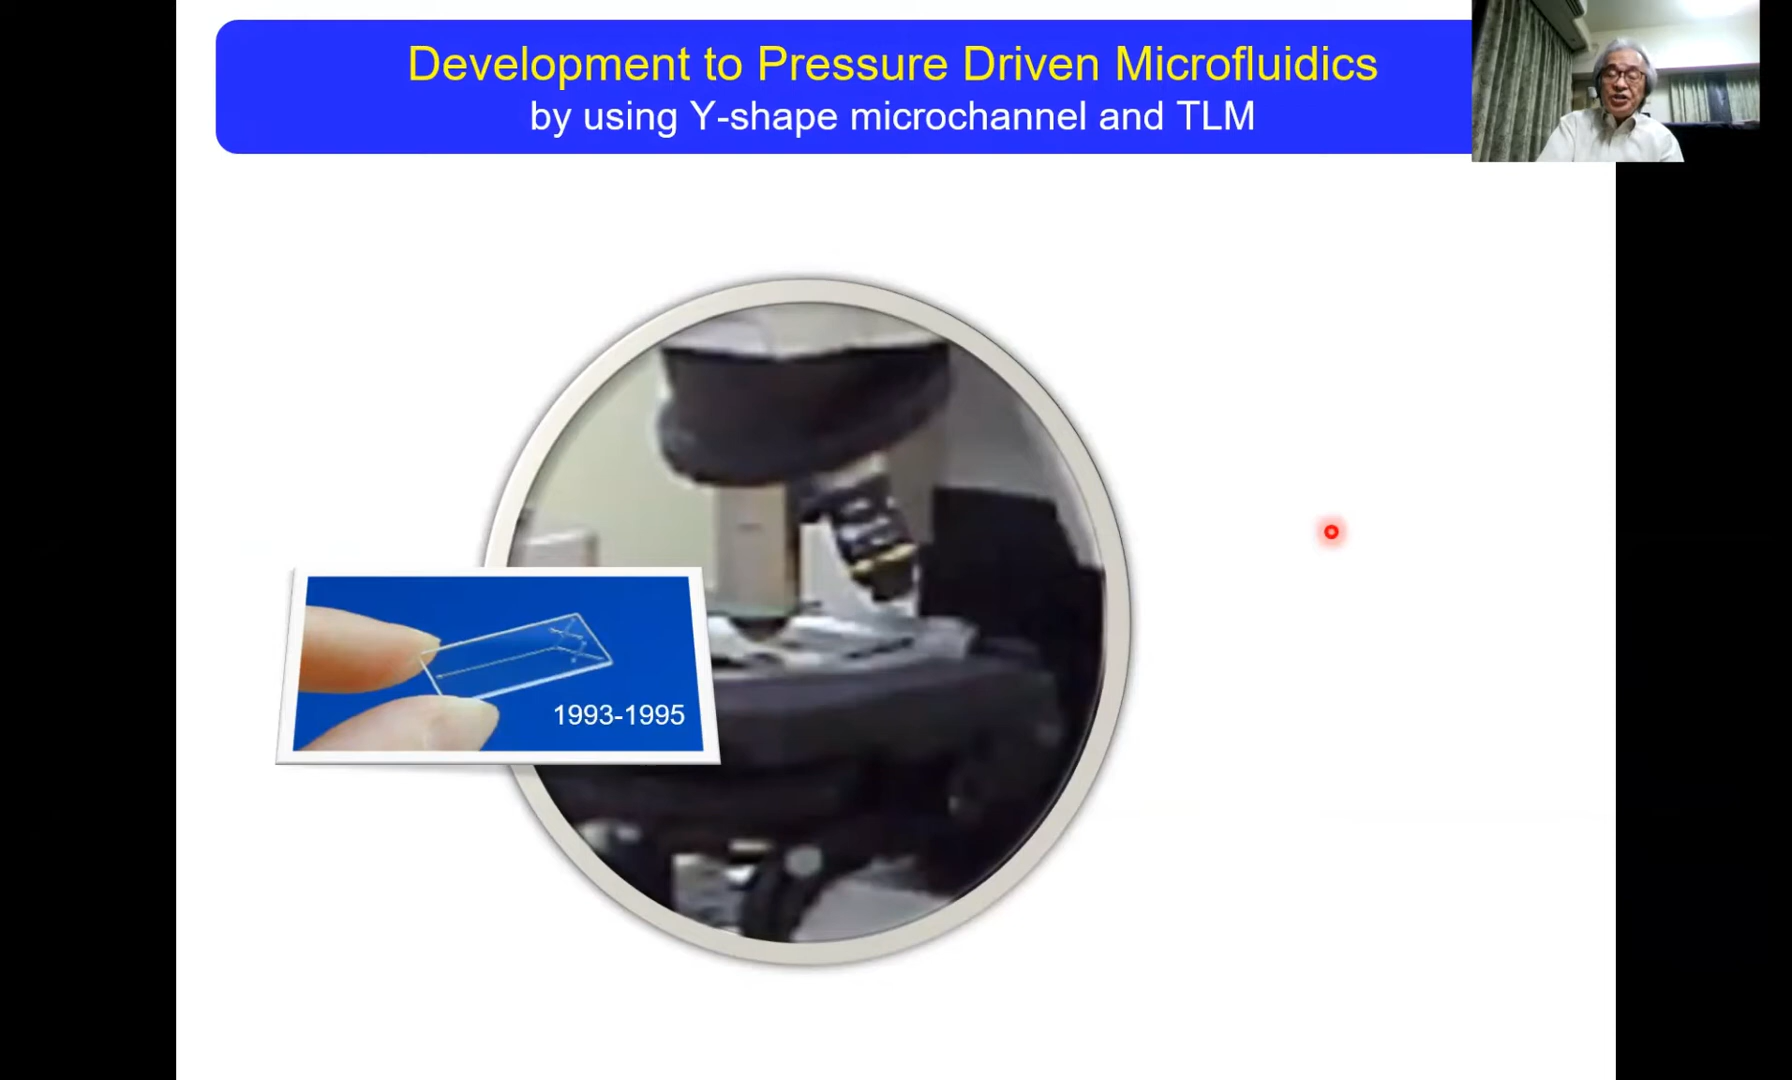 Development to Pressure Driven Microfluidics
by using Y-shape microchannel and TLM
1993-1995